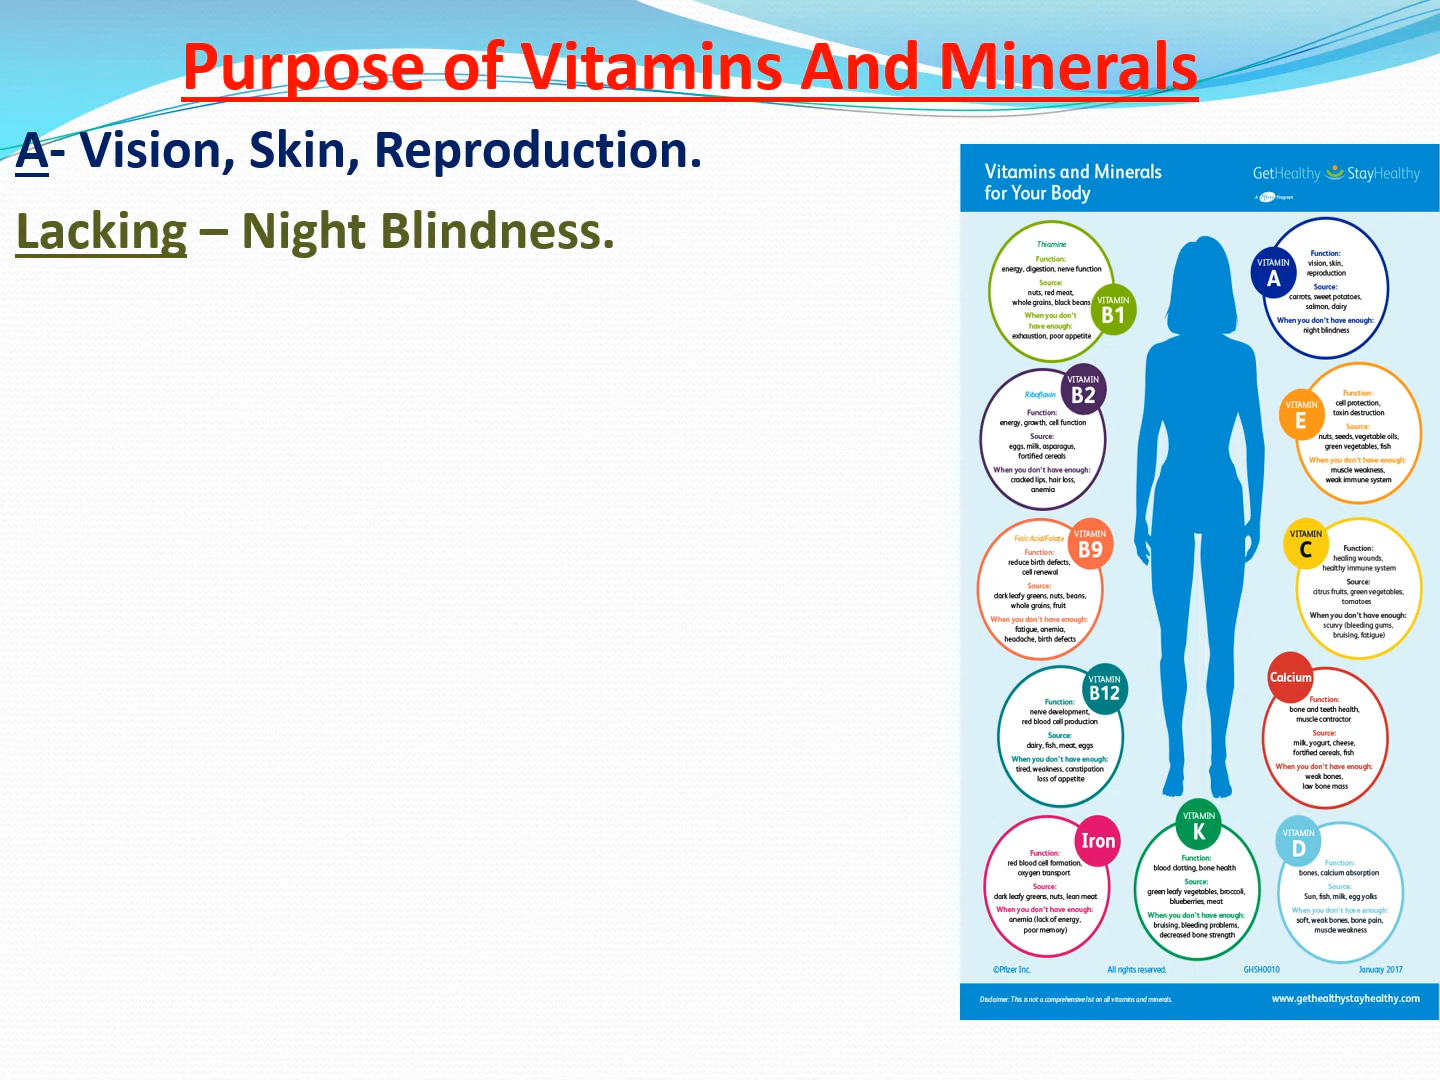 Purpose of Vitamins And Minerals
A- Vision, Skin, Reproduction.
Lacking – Night Blindness.
Vitamins and Minerals
for Your Body
GetHealthy StayHealthy
A Pfizer Program
Thiamine
Function:
energy, digestion, nerve function
Source:
nuts, red meat,
whole grains, black beans
When you don't
have enough:
exhaustion, poor appetite
VITAMIN
B1
VITAMIN
A
Function:
vision, skin,
reproduction
Source:
carrots, sweet potatoes,
salmon, dairy
When you don't have enough:
night blindness
VITAMIN
B2
Riboflavin
Function:
energy, growth, cell function
Source:
eggs, milk, asparagus,
fortified cereals
When you don't have enough:
cracked lips, hair loss,
anemia
VITAMIN
E
Function:
cell protection,
toxin destruction
Source:
nuts, seeds, vegetable oils,
green vegetables, fish
When you don't have enough:
muscle weakness,
weak immune system
Folic Acid/Folate
VITAMIN
B9
Function:
reduce birth defects,
cell renewal
Source:
dark leafy greens, nuts, beans,
whole grains, fruit
When you don't have enough:
fatigue, anemia,
headache, birth defects
VITAMIN
C
Function:
healing wounds,
healthy immune system
Source:
citrus fruits, green vegetables,
tomatoes
When you don't have enough:
scurvy (bleeding gums,
bruising, fatigue)
VITAMIN
B12
Function:
nerve development,
red blood cell production
Source:
dairy, fish, meat, eggs
When you don't have enough:
tired, weakness, constipation
loss of appetite
Calcium
Function:
bone and teeth health,
muscle contractor
Source:
milk, yogurt, cheese,
fortified cereals, fish
When you don't have enough:
weak bones,
low bone mass
Iron
Function:
red blood cell formation,
oxygen transport
Source:
dark leafy greens, nuts, lean meat
When you don't have enough:
anemia (lack of energy,
poor memory)
VITAMIN
K
Function:
blood clotting, bone health
Source:
green leafy vegetables, broccoli,
blueberries, meat
When you don't have enough:
bruising, bleeding problems,
decreased bone strength
VITAMIN
D
Function:
bones, calcium absorption
Source:
Sun, fish, milk, egg yolks
When you don't have enough:
soft, weak bones, bone pain,
muscle weakness
©Pfizer Inc. All rights reserved. GHSH0010 January 2017
Disclaimer: This is not a comprehensive list on all vitamins and minerals.
www.gethealthystayhealthy.com